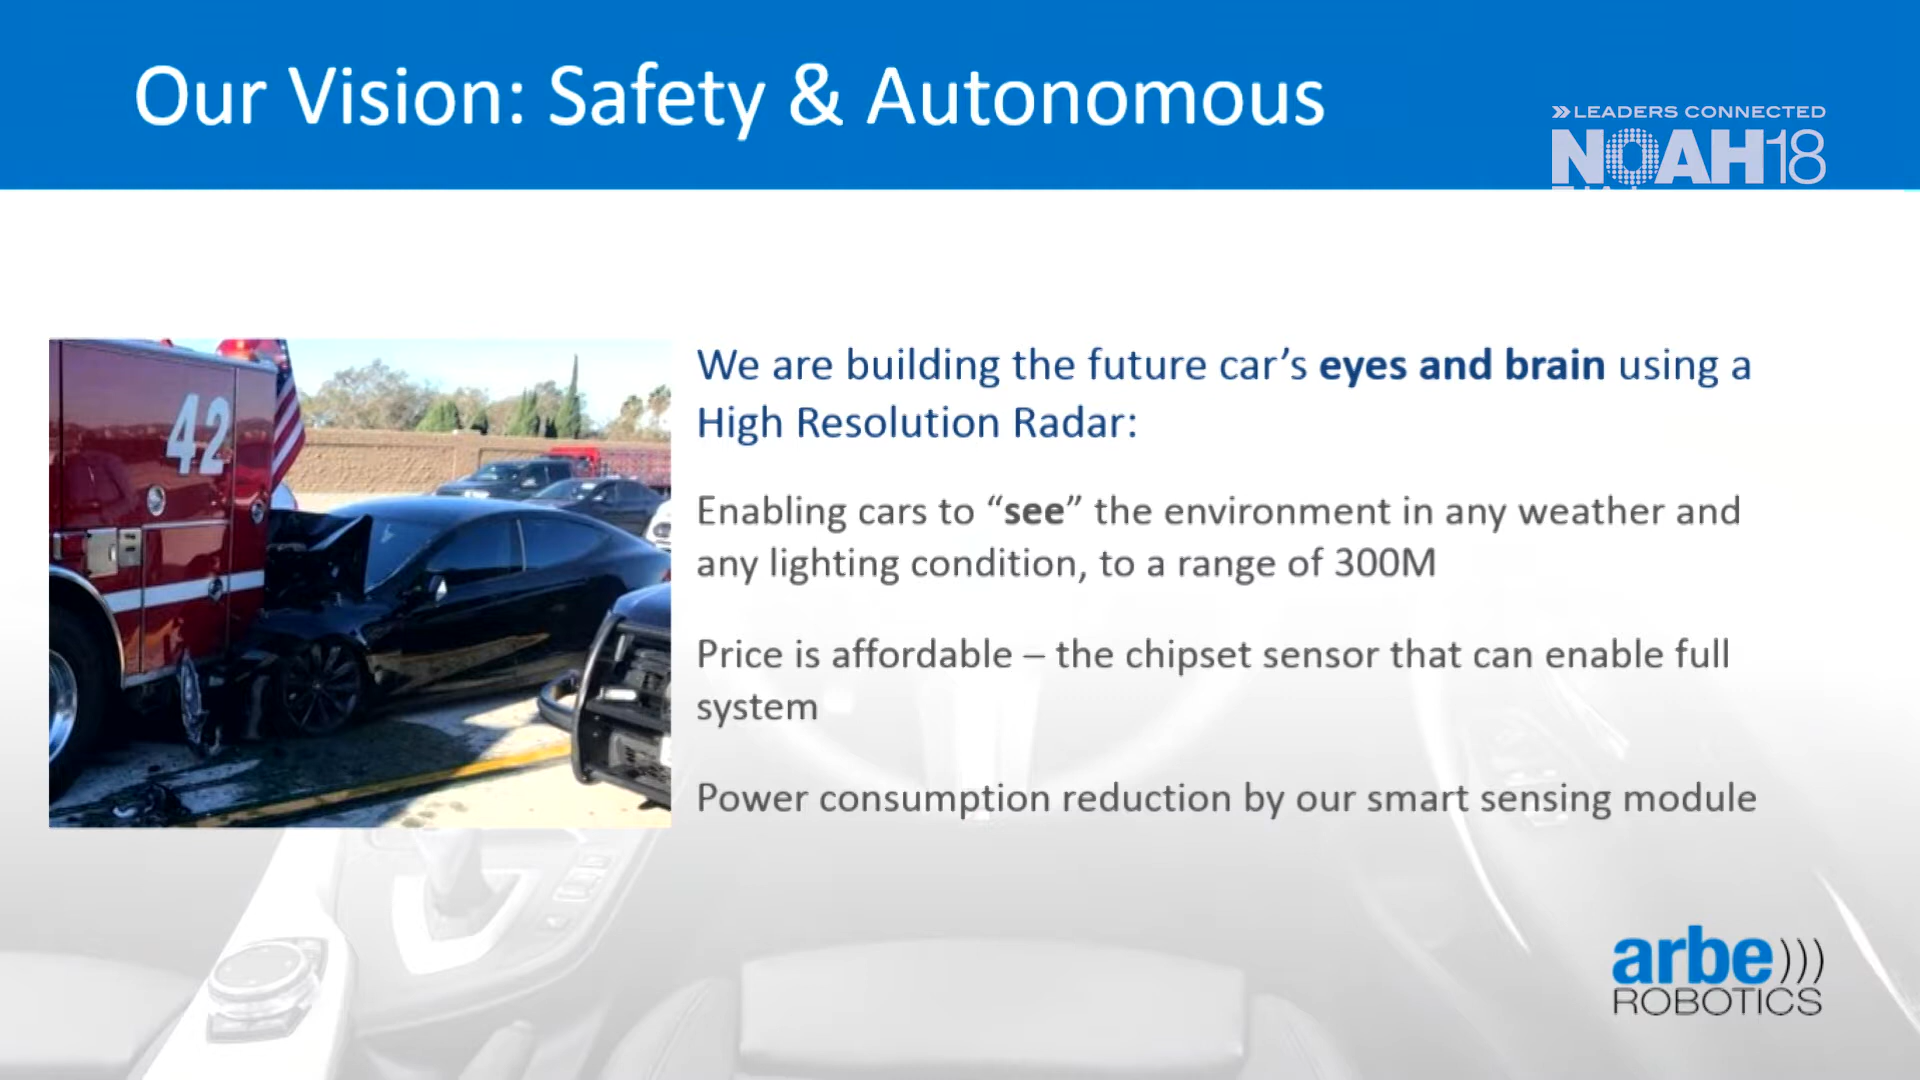 Our Vision: Safety & Autonomous
LEADERS CONNECTED
NOAH18
42
We are building the future car’s eyes and brain using a
High Resolution Radar:
Enabling cars to “see” the environment in any weather and
any lighting condition, to a range of 300M
Price is affordable – the chipset sensor that can enable full
system
Power consumption reduction by our smart sensing module
arbe
ROBOTICS